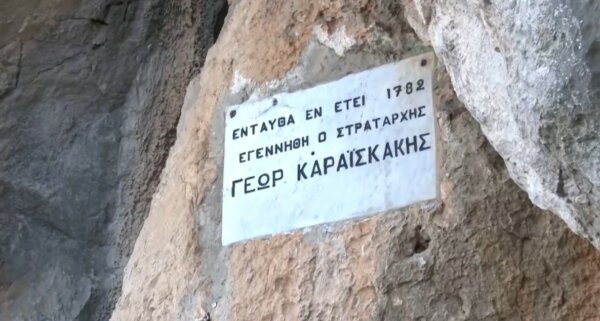 ΕΝΤΑΥΘΑ ΕΝ ΕΤΕΙ 1782
ΕΓΕΝΝΗΘΗ Ο ΣΤΡΑΤΑΡΧΗΣ
ΓΕΩΡ ΚΑΡΑΪΣΚΑΚΗΣ